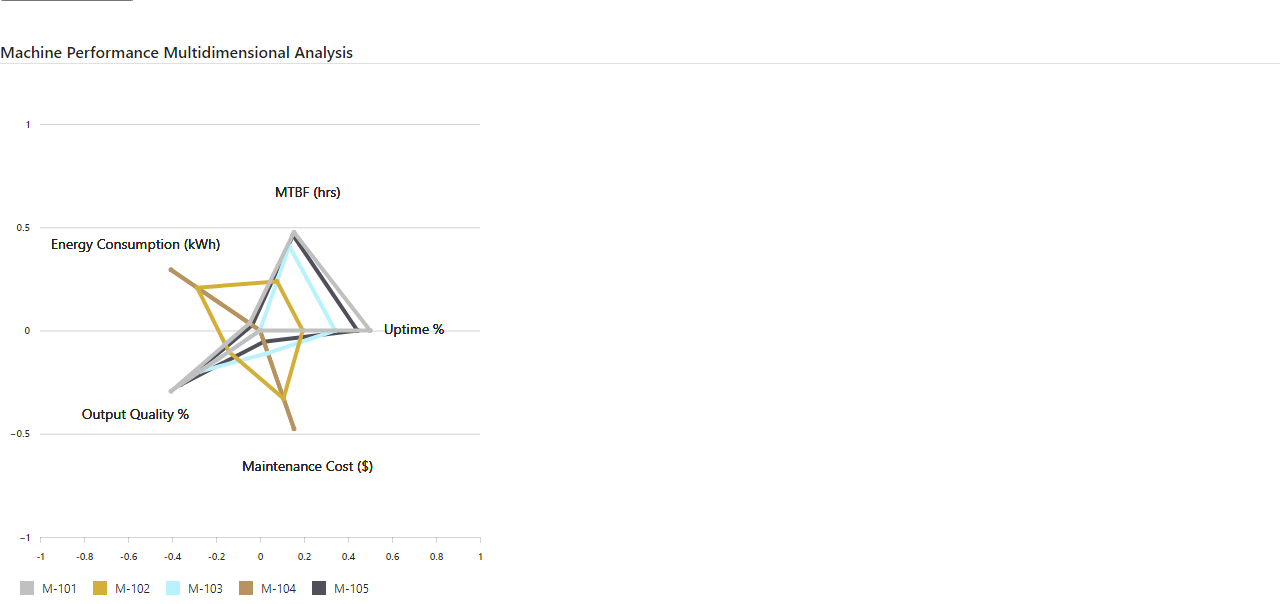 Machine Performance Multidimensional Analysis
1
MTBF (hrs)
0.5
Energy Consumption (kWh)
0
Uptime %
Output Quality %
−0.5
Maintenance Cost ($)
−1
-1 -0.8 -0.6 -0.4 -0.2 0 0.2 0.4 0.6 0.8 1
M-101 M-102 M-103 M-104 M-105